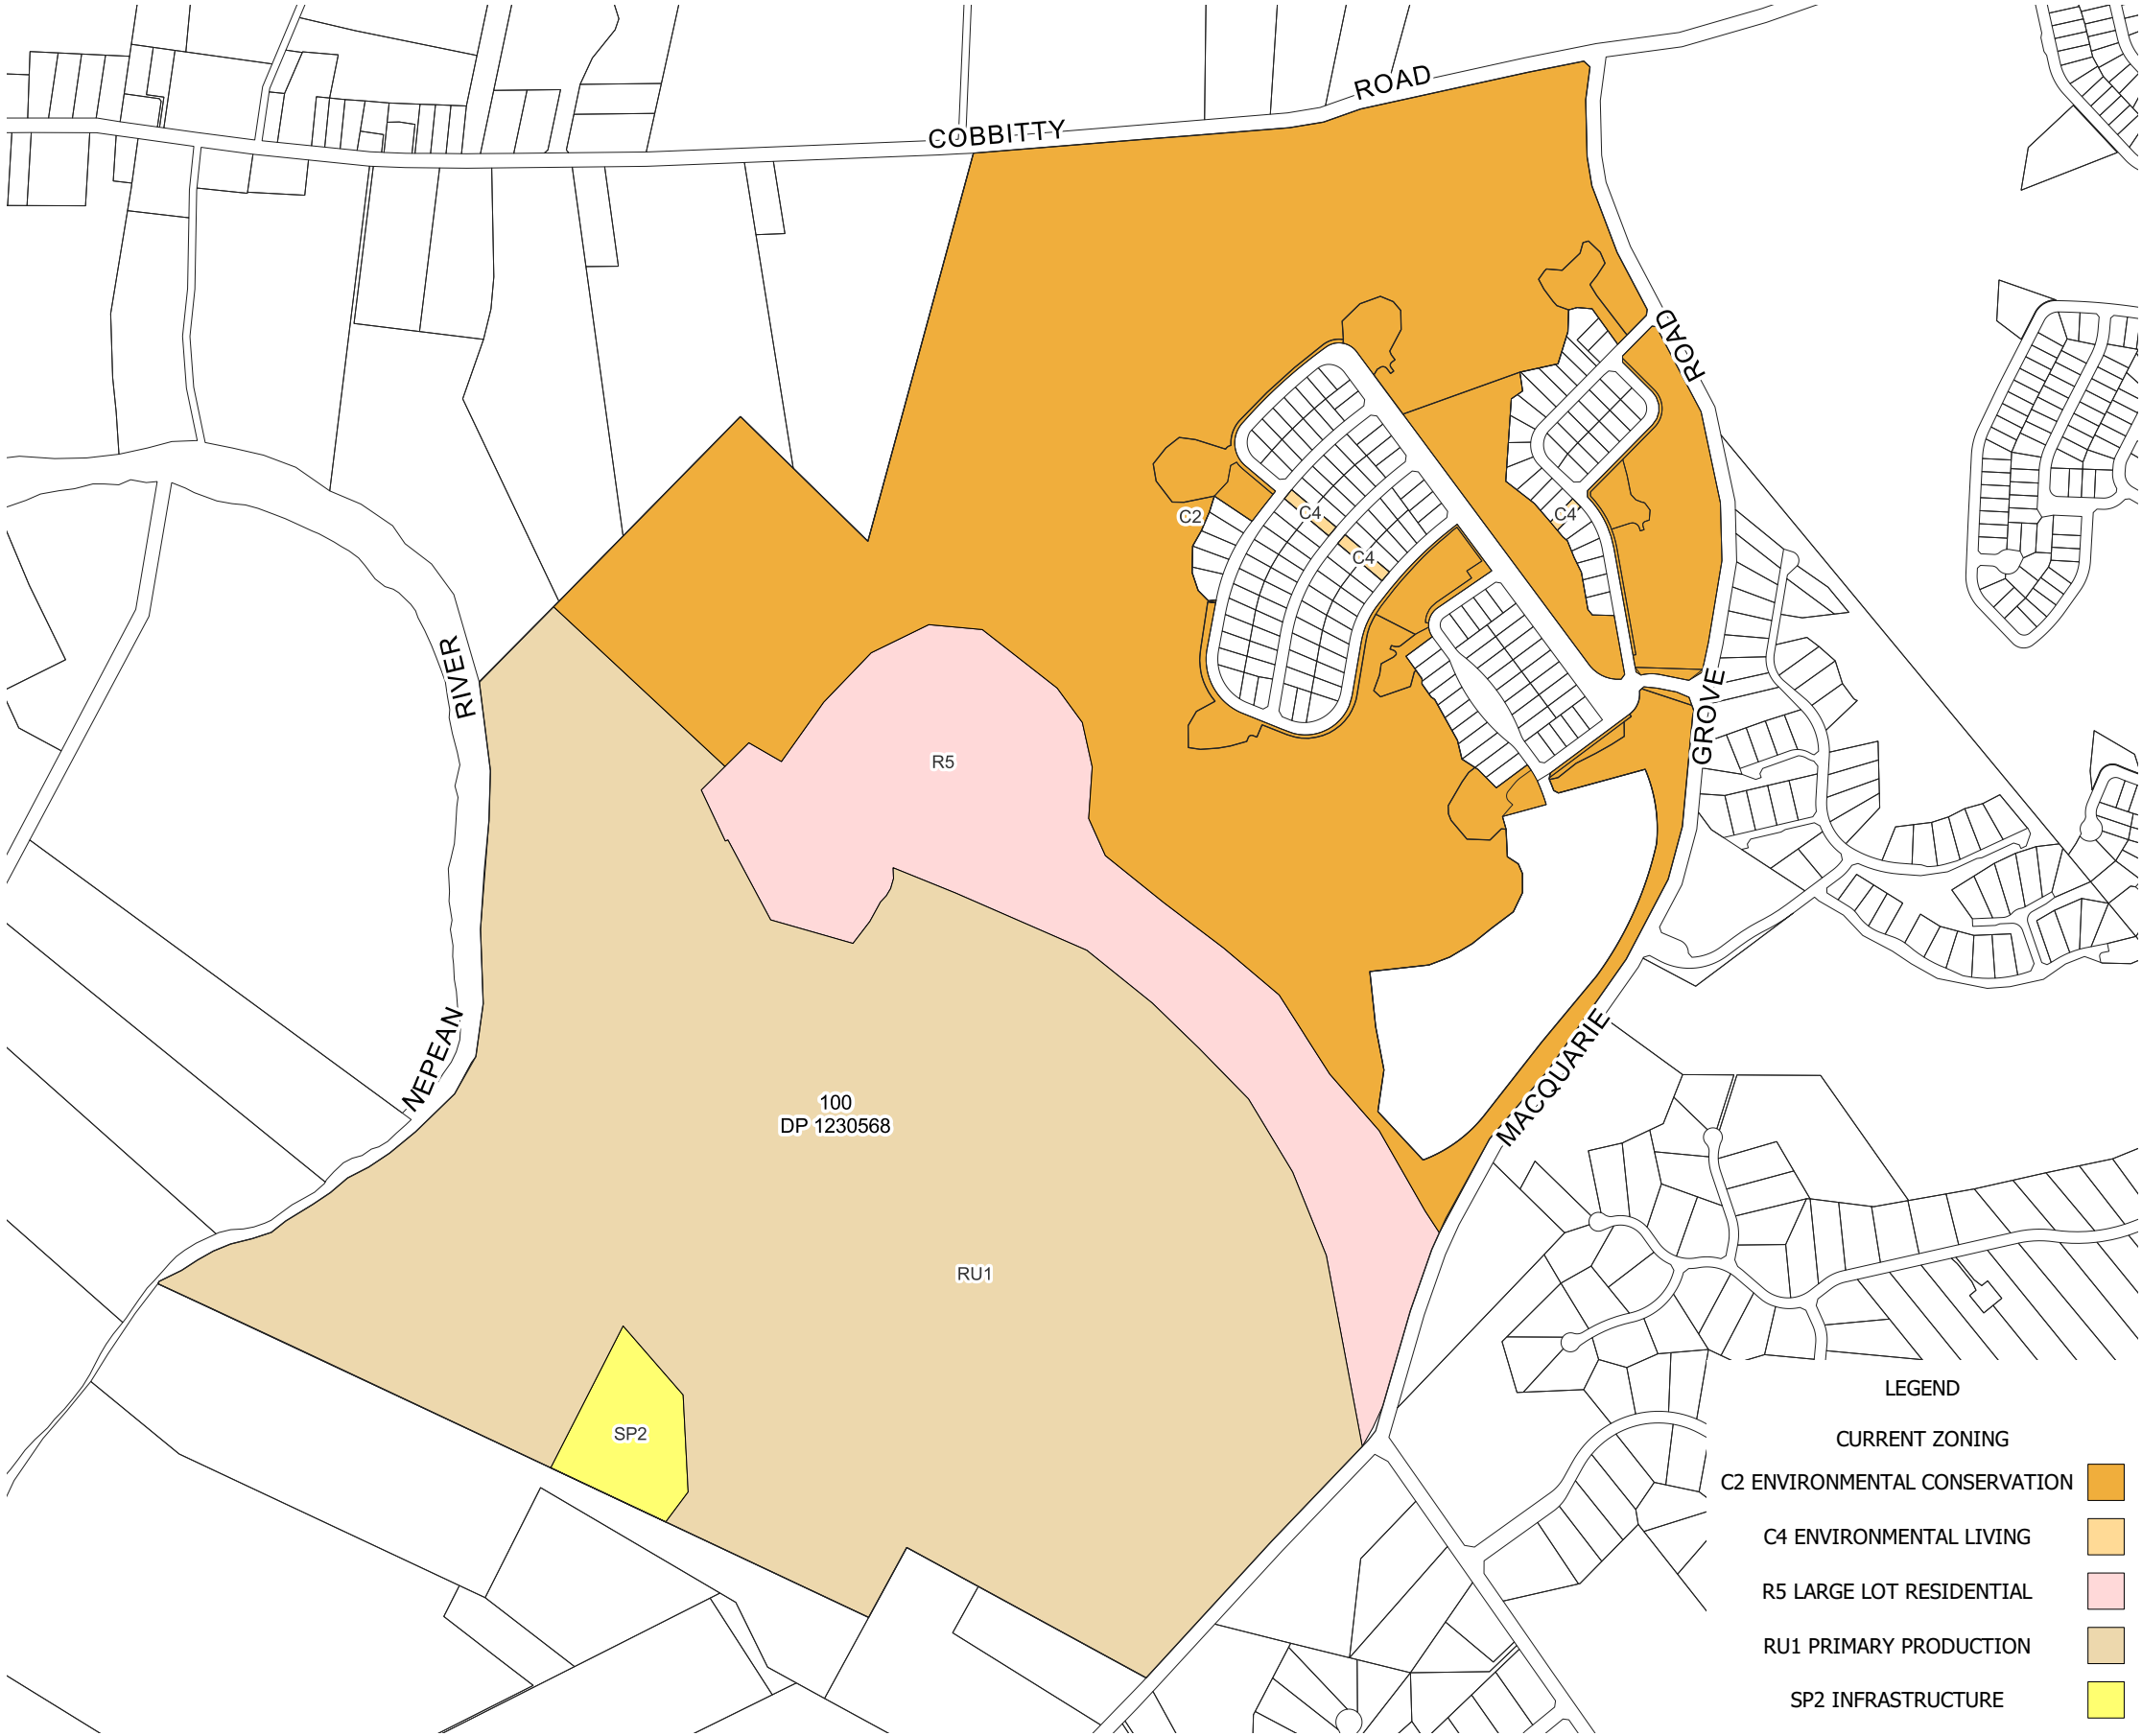 ROAD
COBBITTY
ROAD
C2
C4
C4
C4
RIVER
GROVE
R5
NEPEAN
MACQUARIE
100
DP 1230568
RU1
SP2
LEGEND
CURRENT ZONING
C2 ENVIRONMENTAL CONSERVATION
C4 ENVIRONMENTAL LIVING
R5 LARGE LOT RESIDENTIAL
RU1 PRIMARY PRODUCTION
SP2 INFRASTRUCTURE